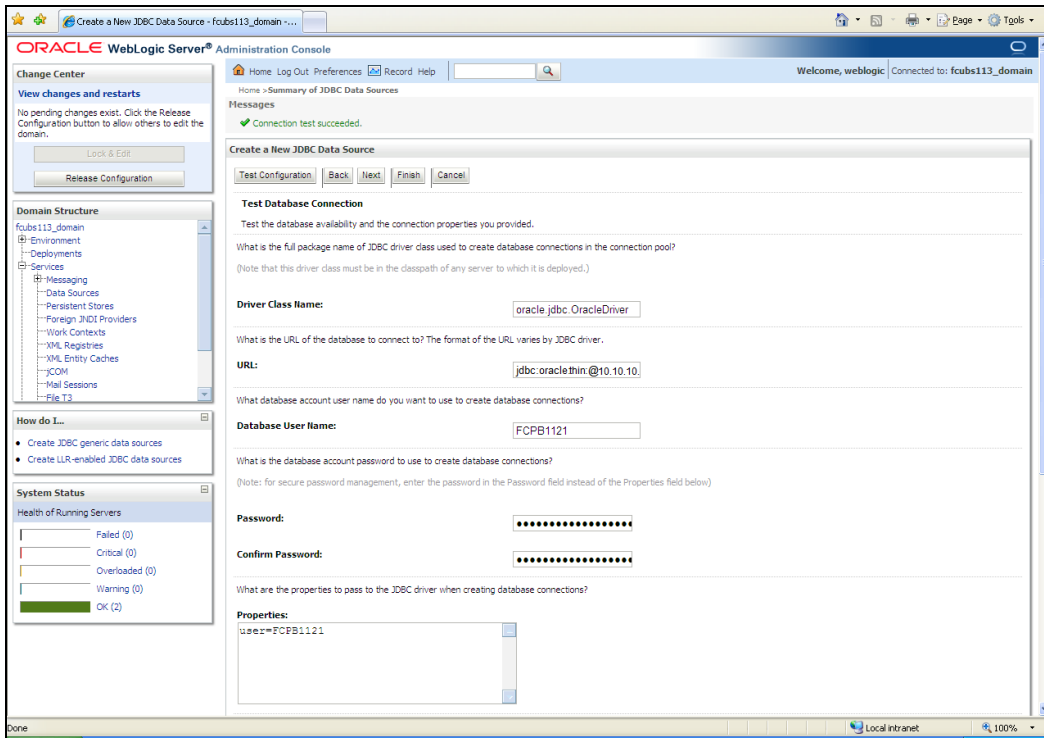 Create a New JDBC Data Source - fcubs113_domain -...
Page
Tools
ORACLE WebLogic Server® Administration Console
Change Center
View changes and restarts
No pending changes exist. Click the Release
Configuration button to allow others to edit the
domain.
Lock & Edit
Release Configuration
Domain Structure
fcubs113_domain
Environment
Deployments
Services
Messaging
Data Sources
Persistent Stores
Foreign JNDI Providers
Work Contexts
XML Registries
XML Entity Caches
jCOM
Mail Sessions
File T3
How do I...
Create JDBC generic data sources
Create LLR-enabled JDBC data sources
System Status
Health of Running Servers
Failed (0)
Critical (0)
Overloaded (0)
Warning (0)
OK (2)
Home Log Out Preferences Record Help
Welcome, weblogic Connected to: fcubs113_domain
Home >Summary of JDBC Data Sources
Messages
Connection test succeeded.
Create a New JDBC Data Source
Test Configuration Back Next Finish Cancel
Test Database Connection
Test the database availability and the connection properties you provided.
What is the full package name of JDBC driver class used to create database connections in the connection pool?
(Note that this driver class must be in the classpath of any server to which it is deployed.)
Driver Class Name: oracle.jdbc.OracleDriver
What is the URL of the database to connect to? The format of the URL varies by JDBC driver.
URL: jdbc:oracle:thin:@10.10.10.
What database account user name do you want to use to create database connections?
Database User Name: FCPB1121
What is the database account password to use to create database connections?
(Note: for secure password management, enter the password in the Password field instead of the Properties field below)
Password: ••••••••••••••••••
Confirm Password: ••••••••••••••••••
What are the properties to pass to the JDBC driver when creating database connections?
Properties:
user=FCPB1121
Done
Local intranet
100%